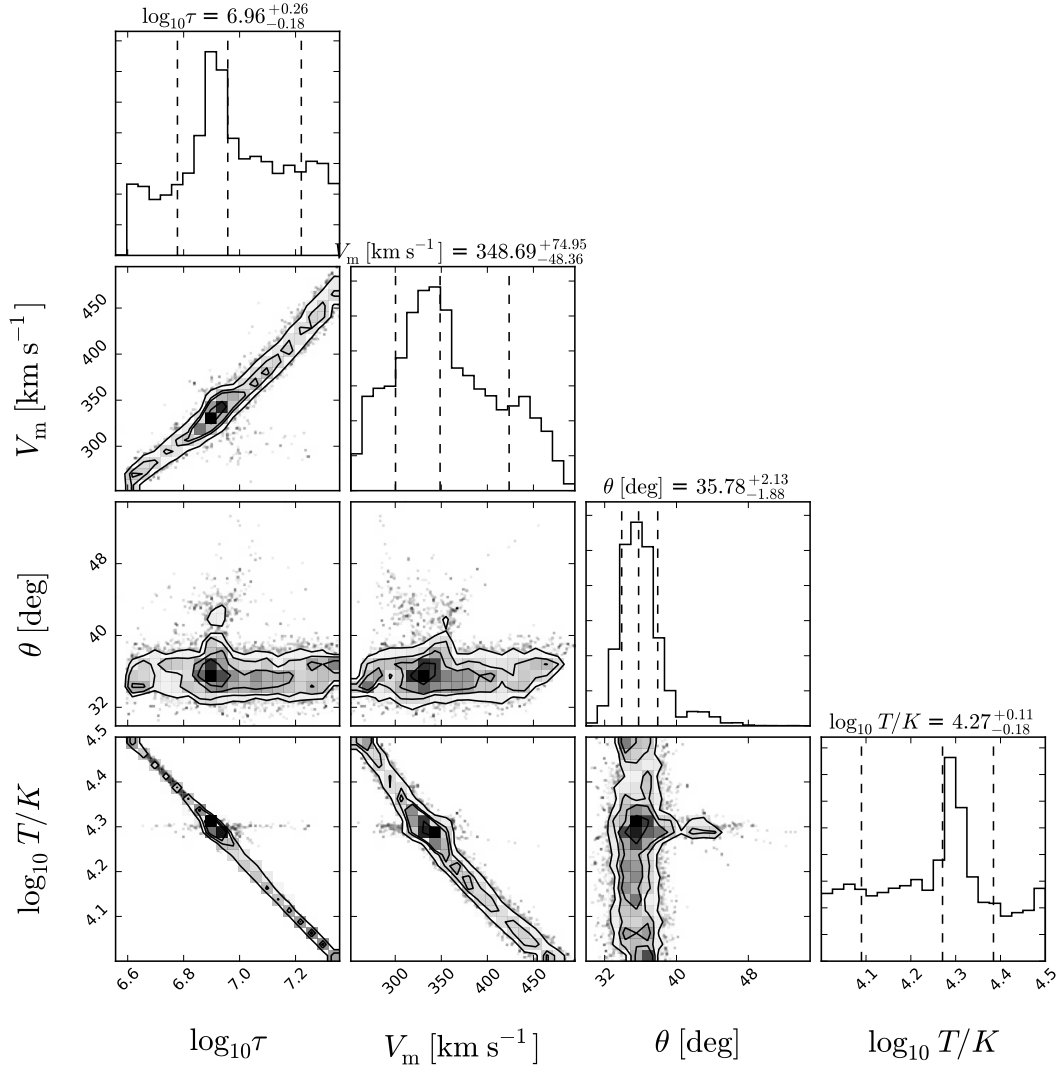 log₁₀τ = 6.96 +0.26 −0.18
Vₘ [km s⁻¹] = 348.69 +74.95 −48.36
Vₘ [km s⁻¹]
450
400
350
300
θ [deg] = 35.78 +2.13 −1.88
θ [deg]
48
40
32
log₁₀ T/K = 4.27 +0.11 −0.18
log₁₀ T/K
4.5
4.4
4.3
4.2
4.1
6.6 6.8 7.0 7.2
300 350 400 450
32 40 48
4.1 4.2 4.3 4.4 4.5
log₁₀τ
Vₘ [km s⁻¹]
θ [deg]
log₁₀ T/K